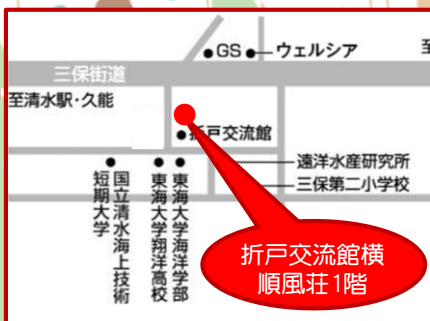 GS
ウェルシア
至
三保街道
至清水駅・久能
折戸交流館
遠洋水産研究所
三保第二小学校
東海大学海洋学部
東海大学翔洋高校
国立清水海上技術
短期大学
折戸交流館横
順風荘1階